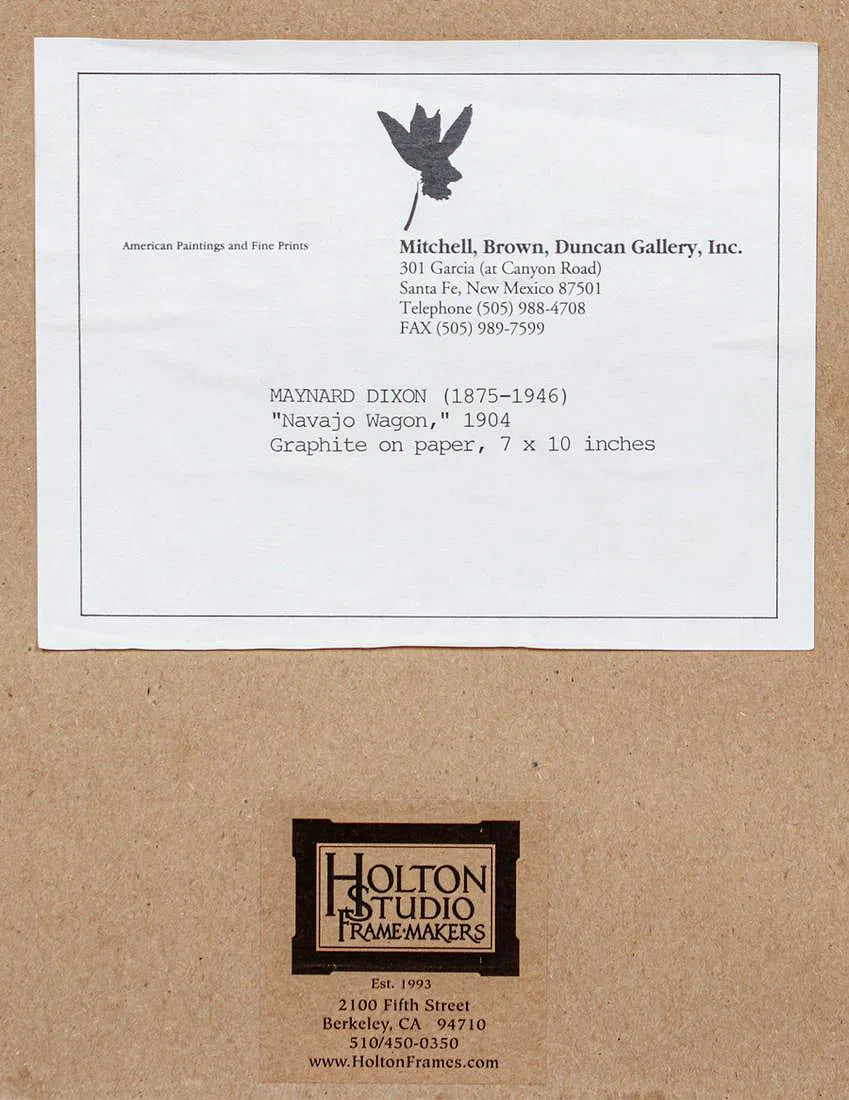 American Paintings and Fine Prints
Mitchell, Brown, Duncan Gallery, Inc.
301 Garcia (at Canyon Road)
Santa Fe, New Mexico 87501
Telephone (505) 988-4708
FAX (505) 989-7599
MAYNARD DIXON (1875-1946)
"Navajo Wagon," 1904
Graphite on paper, 7 x 10 inches
HOLTON
STUDIO
FRAME·MAKERS
Est. 1993
2100 Fifth Street
Berkeley, CA 94710
510/450-0350
www.HoltonFrames.com